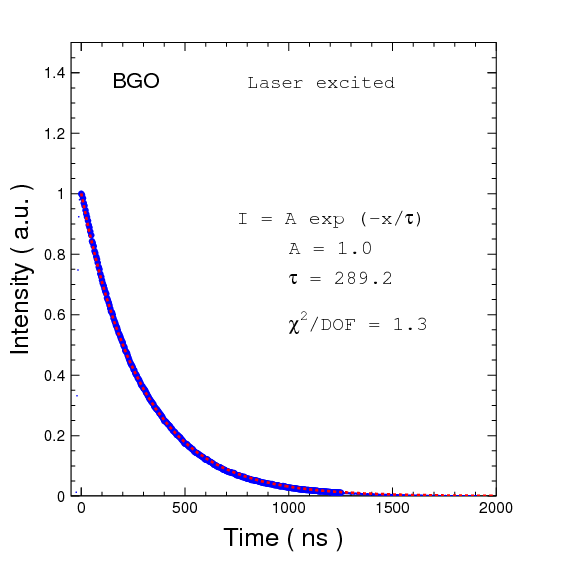 BGO
Laser excited
I = A exp (-x/τ)
A = 1.0
τ = 289.2
χ²/DOF = 1.3
Intensity ( a.u. )
1.4
1.2
1
0.8
0.6
0.4
0.2
0
0 500 1000 1500 2000
Time ( ns )